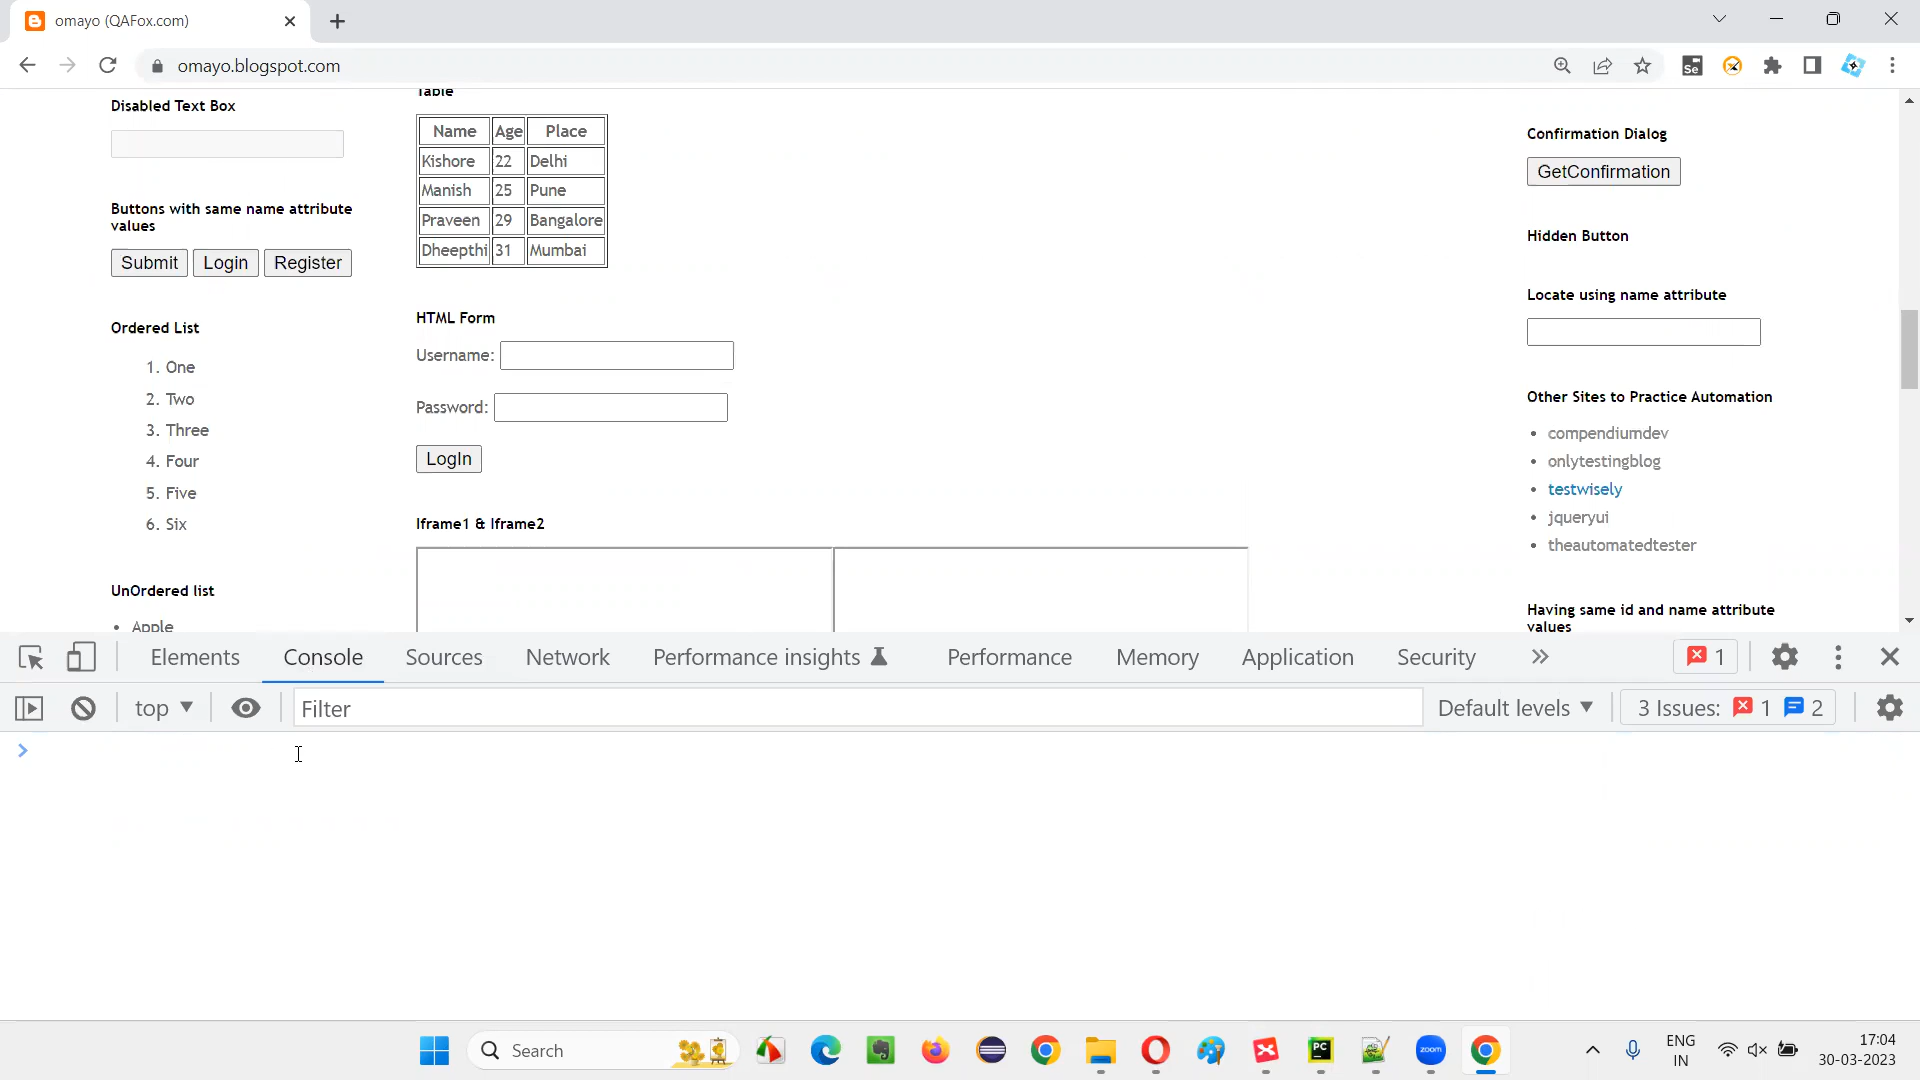 omayo (QAFox.com)
omayo.blogspot.com
Se
Disabled Text Box
Buttons with same name attribute
values
Submit Login Register
Ordered List
1. One
2. Two
3. Three
4. Four
5. Five
6. Six
UnOrdered list
• Apple
Table
Name Age Place
Kishore 22 Delhi
Manish 25 Pune
Praveen 29 Bangalore
Dheepthi 31 Mumbai
HTML Form
Username:
Password:
LogIn
Iframe1 & Iframe2
Confirmation Dialog
GetConfirmation
Hidden Button
Locate using name attribute
Other Sites to Practice Automation
• compendiumdev
• onlytestingblog
• testwisely
• jqueryui
• theautomatedtester
Having same id and name attribute
values
Elements Console Sources Network Performance insights Performance Memory Application Security » 1
top Filter Default levels 3 Issues: 1 2
>
Search
PC
zoom
ENG
IN
17:04
30-03-2023